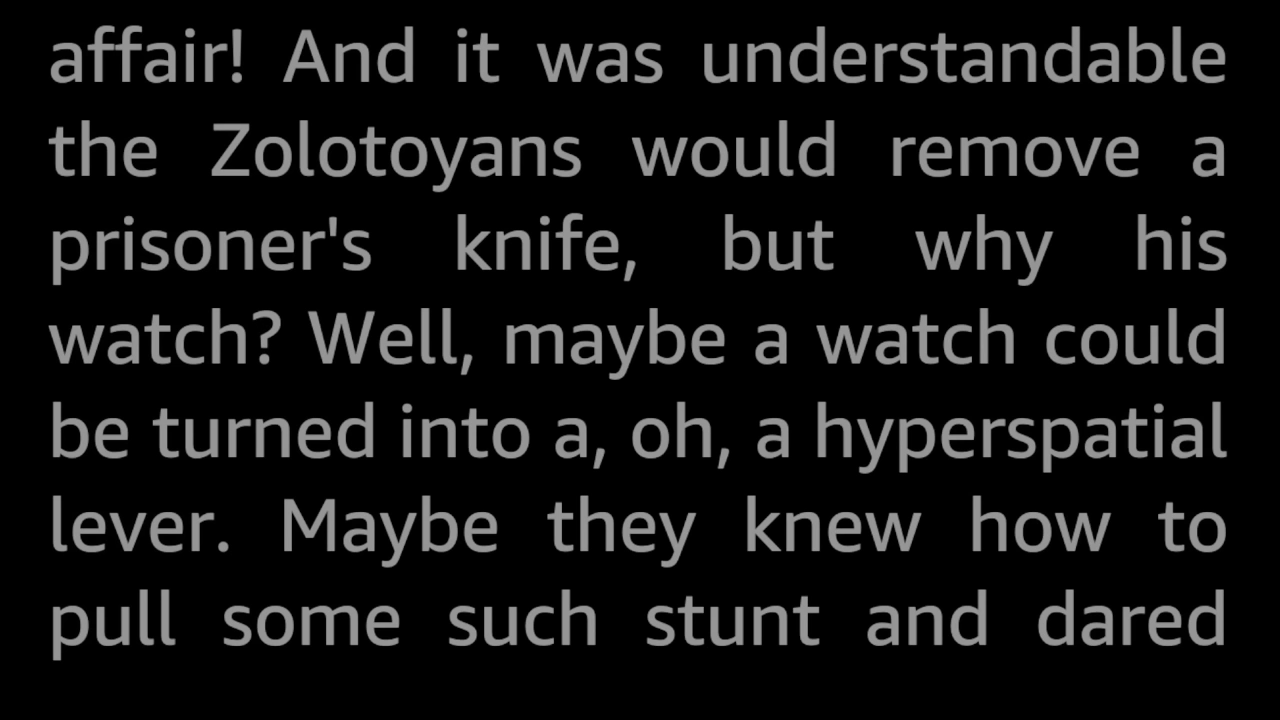 affair! And it was understandable
the Zolotoyans would remove a
prisoner's knife, but why his
watch? Well, maybe a watch could
be turned into a, oh, a hyperspatial
lever. Maybe they knew how to
pull some such stunt and dared